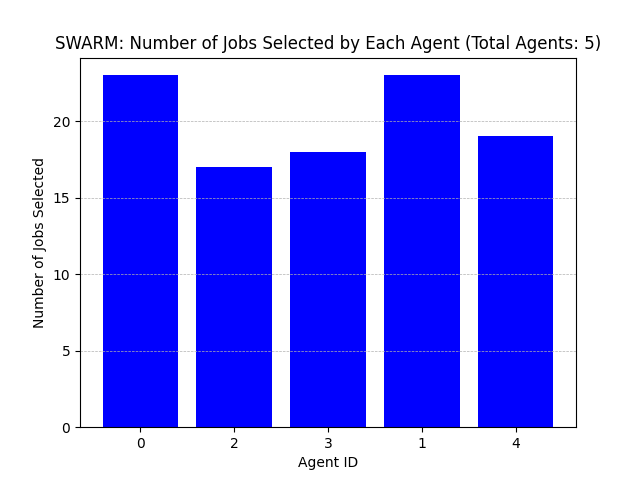 SWARM: Number of Jobs Selected by Each Agent (Total Agents: 5)
Number of Jobs Selected
20
15
10
5
0
0 2 3 1 4
Agent ID